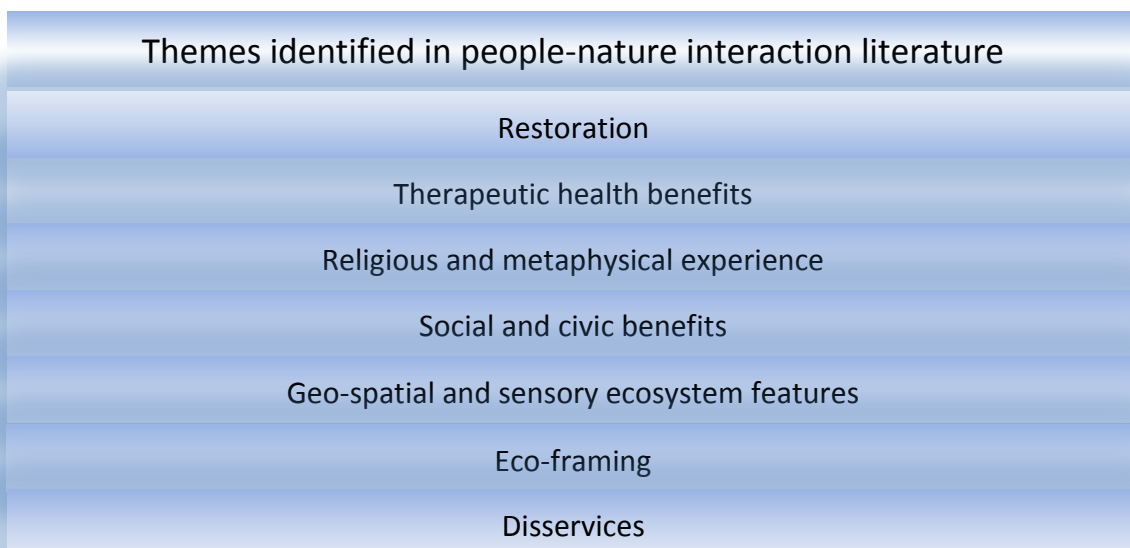 Themes identified in people-nature interaction literature
Restoration
Therapeutic health benefits
Religious and metaphysical experience
Social and civic benefits
Geo-spatial and sensory ecosystem features
Eco-framing
Disservices